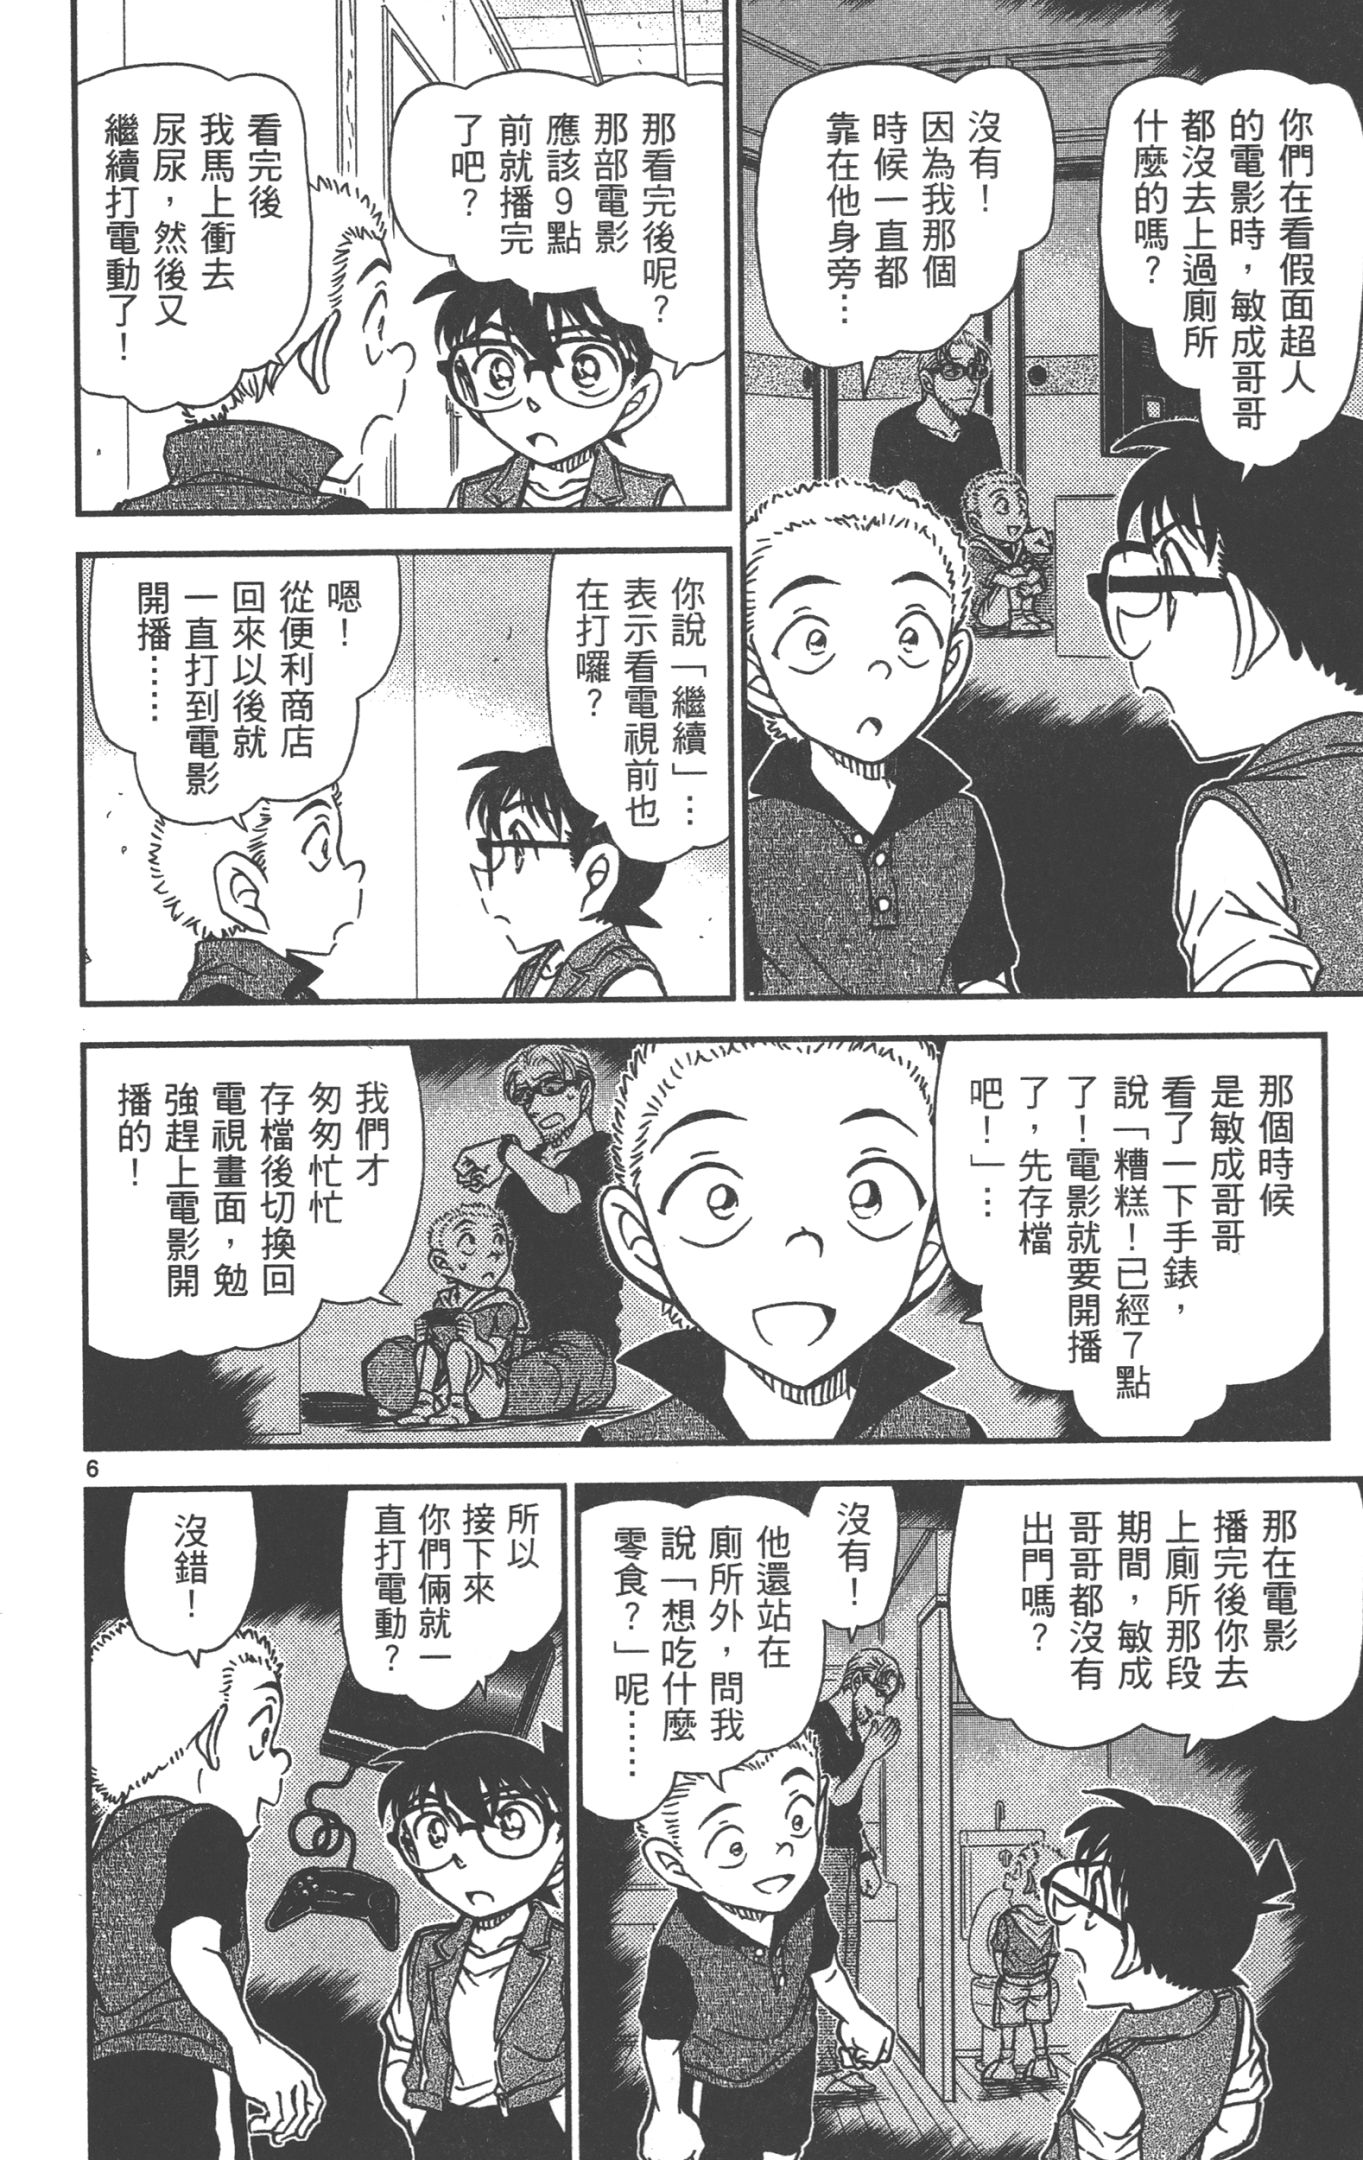 你們在看假面超人
的電影時，敏成哥哥
都沒去上過廁所
什麼的嗎？
沒有！
因為我那個
時候一直都
靠在他身旁…
那看完後呢？
那部電影
應該9點
前就播完
了吧？
看完後
我馬上衝去
尿尿，然後又
繼續打電動了！
你說「繼續」…
表示看電視前也
在打囉？
嗯！
從便利商店
回來以後就
一直打到電影
開播……
那個時候
是敏成哥哥
看了一下手錶，
說「糟糕！已經7點
了！電影就要開播
了，先存檔
吧！」…
我們才
匆匆忙忙
存檔後切換回
電視畫面，勉
強趕上電影開
播的！
6
那在電影
播完後你去
上廁所那段
期間，敏成
哥哥都沒有
出門嗎？
沒有！
他還站在
廁所外，問我
說「想吃什麼
零食？」呢……
所以
接下來
你們倆就一
直打電動？
沒錯！